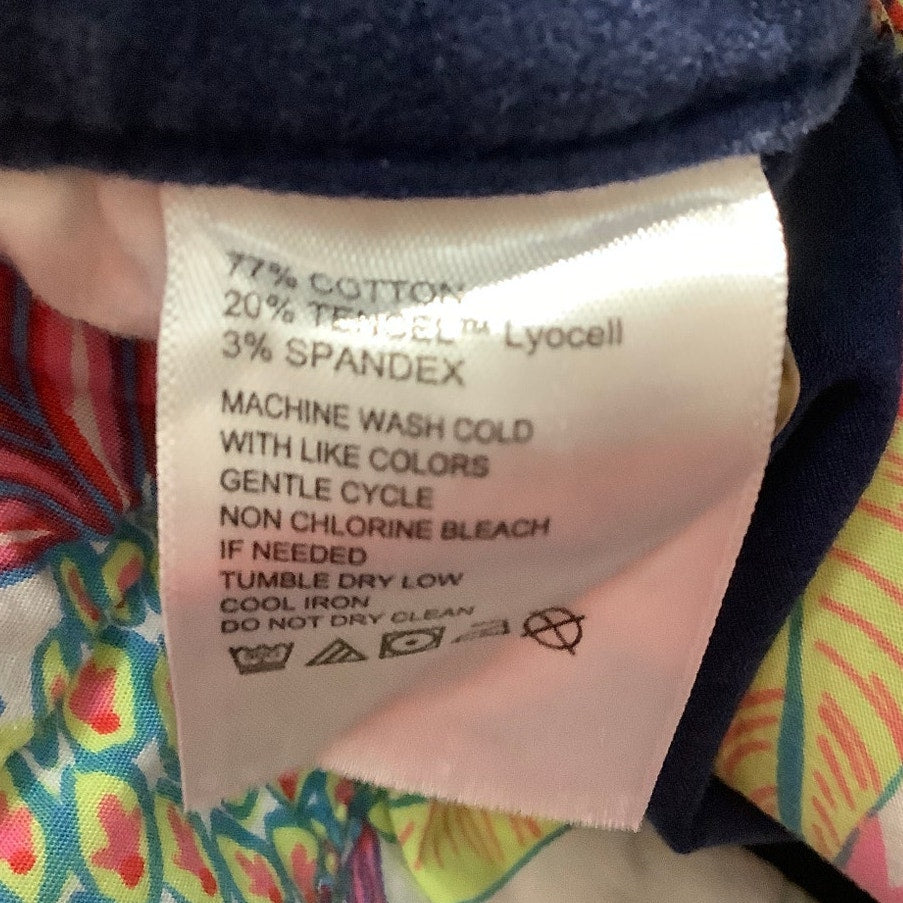 77% COTTON
20% TENCEL™ Lyocell
3% SPANDEX
MACHINE WASH COLD
WITH LIKE COLORS
GENTLE CYCLE
NON CHLORINE BLEACH
IF NEEDED
TUMBLE DRY LOW
COOL IRON
DO NOT DRY CLEAN